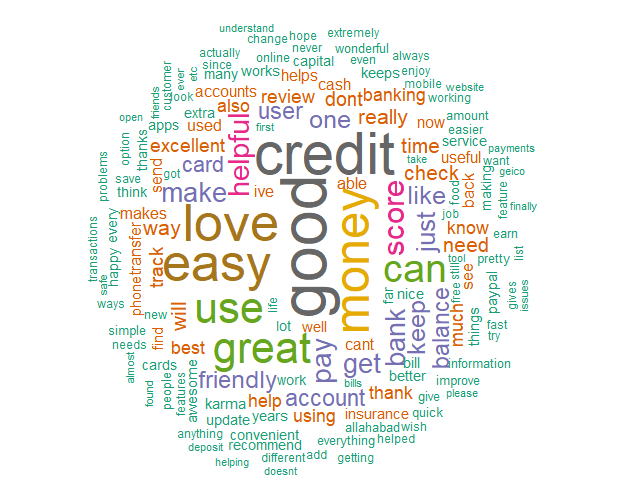 understand
change hope extremely
actually never wonderful
since online capital even always
etc many works helps cash keeps enjoy
customer ever look accounts review dont banking mobile website
friends extra also user one really now working
open apps used first amount
option thanks excellent helpful credit time easier
service
problems send card take check useful want payments
save got ive able back geico
think make love good money score like food making feature
makes way just job know finally
every need earn
transactions happy phone transfer track easy can see tool pretty list
safe use life far nice still free paypal gives issues
ways new will lot well bank keep balance much things fast
simple find great cant try
needs best pay get bill information
almost cards friendly work bills better improve
found people features awesome account thank give please
karma help using insurance quick
update years allahabad wish
anything convenient everything helped
deposit recommend
helping different add getting
doesnt